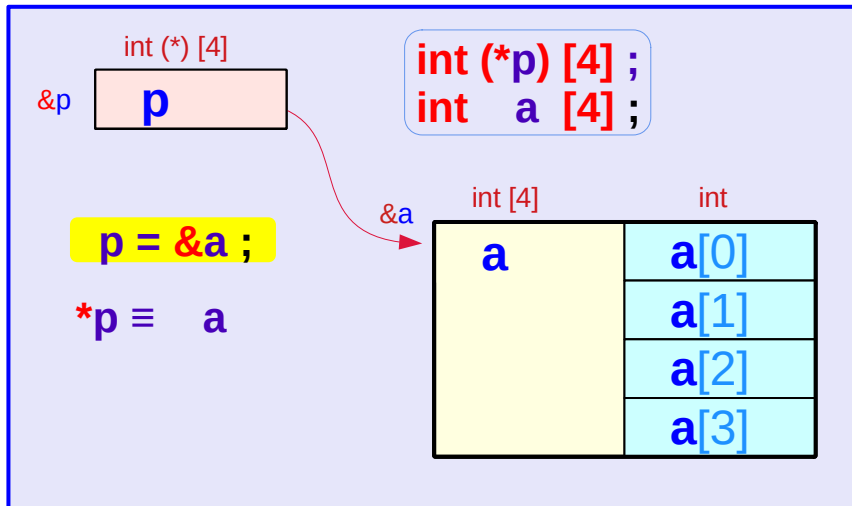 int (*) [4]
&p
p
int (*p) [4] ;
int a [4] ;
&a
int [4]
int
p = &a ;
*p ≡ a
a
a[0]
a[1]
a[2]
a[3]